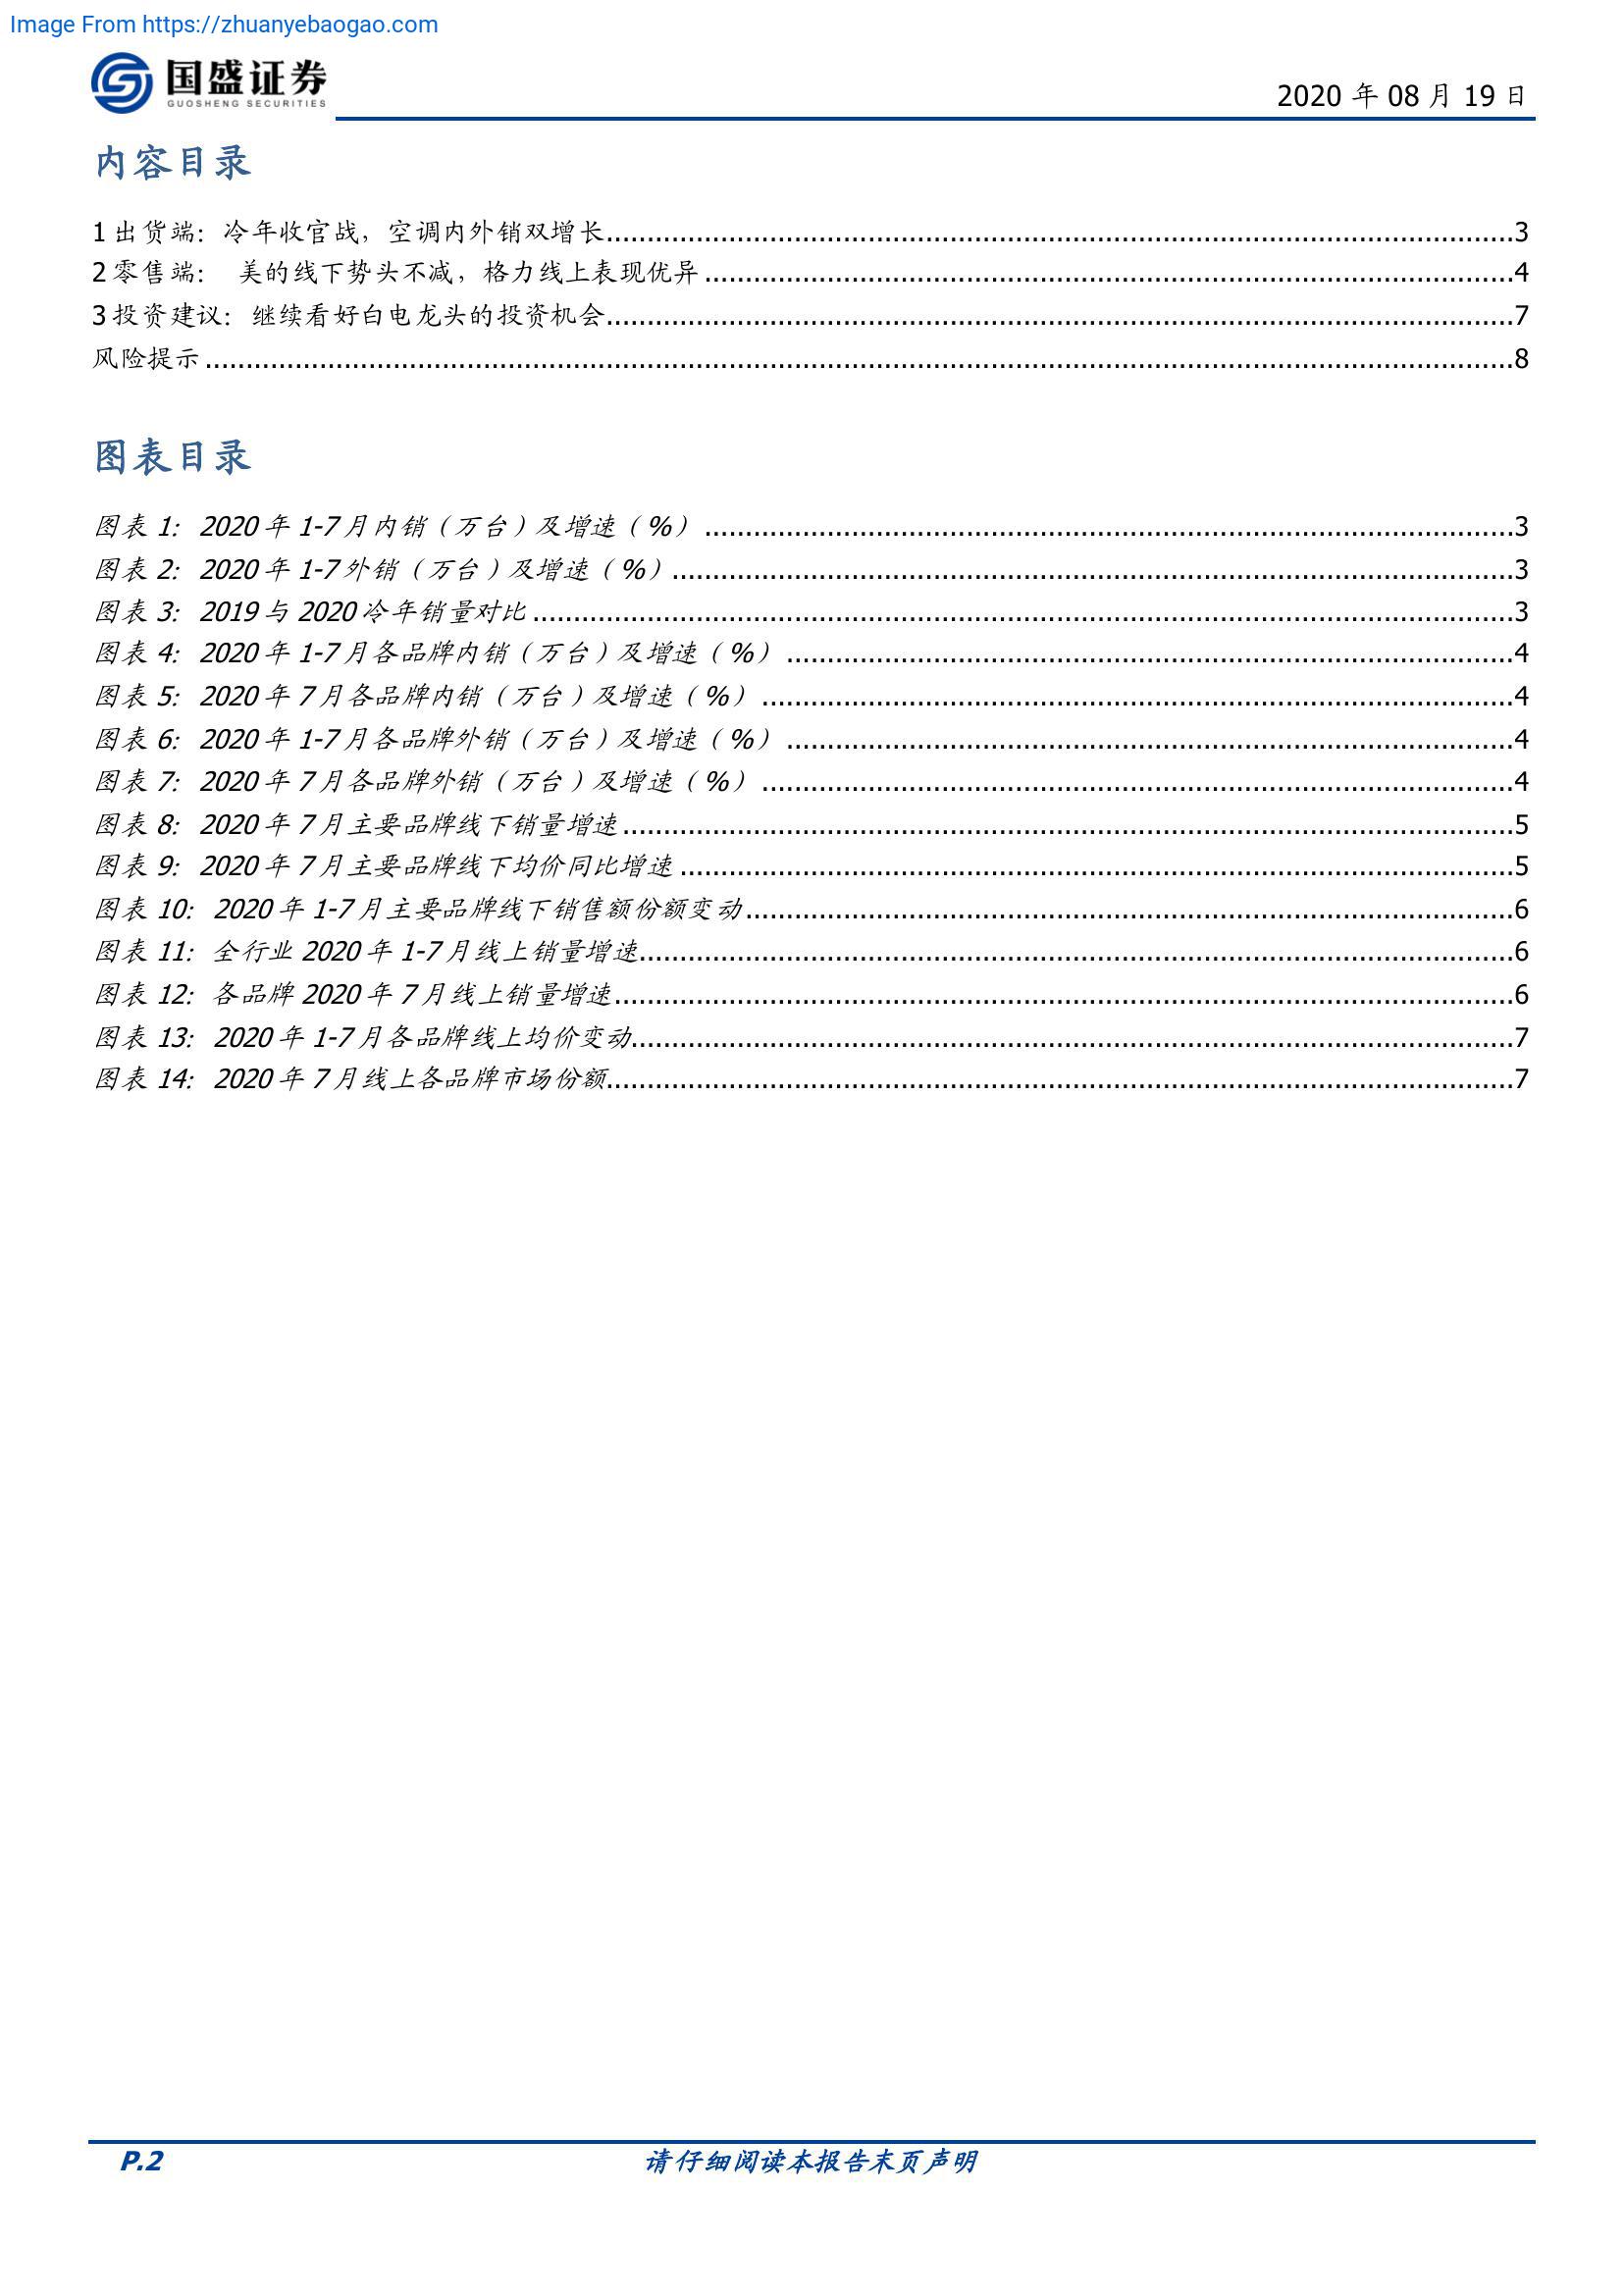 Image From https://zhuanyebaogao.com
国盛证券
GUOSHENG SECURITIES
2020 年 08 月 19 日
内容目录
1 出货端：冷年收官战，空调内外销双增长...3
2 零售端： 美的线下势头不减，格力线上表现优异...4
3 投资建议：继续看好白电龙头的投资机会...7
风险提示...8
图表目录
图表 1：2020 年 1-7 月内销（万台）及增速（%）...3
图表 2：2020 年 1-7 外销（万台）及增速（%）...3
图表 3：2019 与 2020 冷年销量对比...3
图表 4：2020 年 1-7 月各品牌内销（万台）及增速（%）...4
图表 5：2020 年 7 月各品牌内销（万台）及增速（%）...4
图表 6：2020 年 1-7 月各品牌外销（万台）及增速（%）...4
图表 7：2020 年 7 月各品牌外销（万台）及增速（%）...4
图表 8：2020 年 7 月主要品牌线下销量增速...5
图表 9：2020 年 7 月主要品牌线下均价同比增速...5
图表 10：2020 年 1-7 月主要品牌线下销售额份额变动...6
图表 11：全行业 2020 年 1-7 月线上销量增速...6
图表 12：各品牌 2020 年 7 月线上销量增速...6
图表 13：2020 年 1-7 月各品牌线上均价变动...7
图表 14：2020 年 7 月线上各品牌市场份额...7
P.2
请仔细阅读本报告末页声明